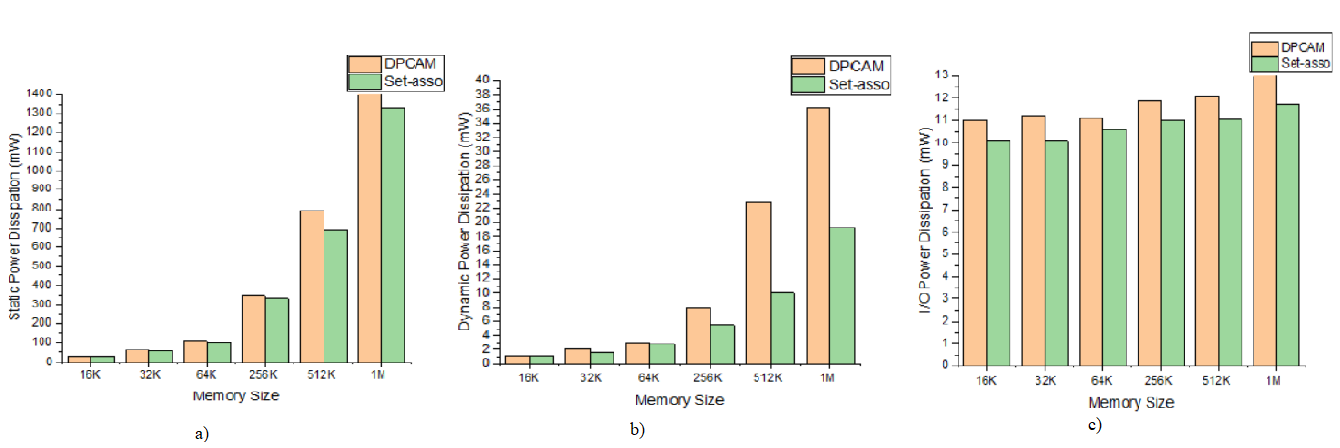 DPCAM
Set-asso
1400
1300
1200
1100
1000
900
800
700
600
500
400
300
200
100
0
Static Power Disspation (mW)
16K 32K 64K 256K 512K 1M
Memory Size
a)
DPCAM
Set-asso
40
38
36
34
32
30
28
26
24
22
20
18
16
14
12
10
8
6
4
2
0
Dynamic Power Dissipation (mW)
16K 32K 64K 256K 512K 1M
Memory Size
b)
DPCAM
Set-asso
13
12
11
10
9
8
7
6
5
4
3
2
1
0
I/O Power Dissipation (mW)
16K 32K 64K 256K 512K 1M
Memory Size
c)